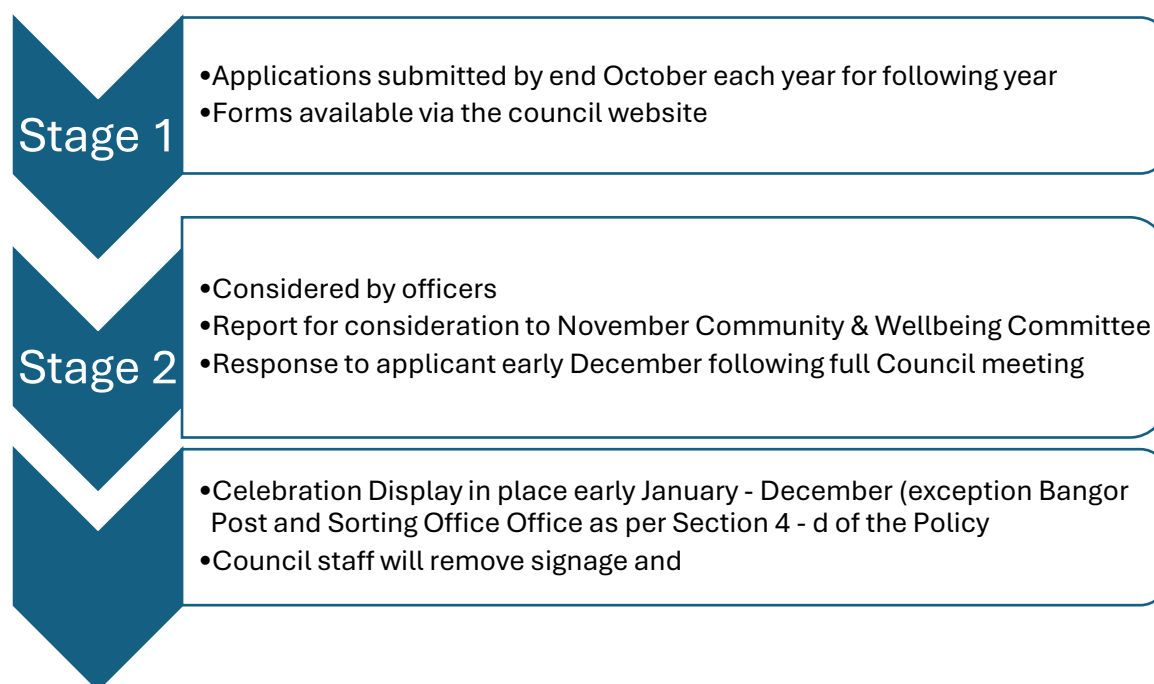 Stage 1
•Applications submitted by end October each year for following year
•Forms available via the council website
Stage 2
•Considered by officers
•Report for consideration to November Community & Wellbeing Committee
•Response to applicant early December following full Council meeting
•Celebration Display in place early January - December (exception Bangor
Post and Sorting Office Office as per Section 4 - d of the Policy
•Council staff will remove signage and